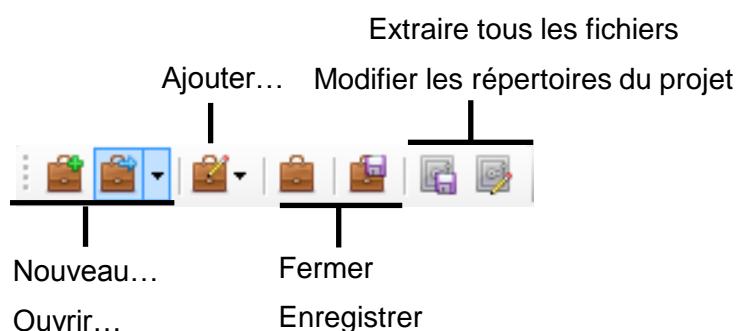 Extraire tous les fichiers
Ajouter… Modifier les répertoires du projet
Nouveau… Fermer
Ouvrir… Enregistrer